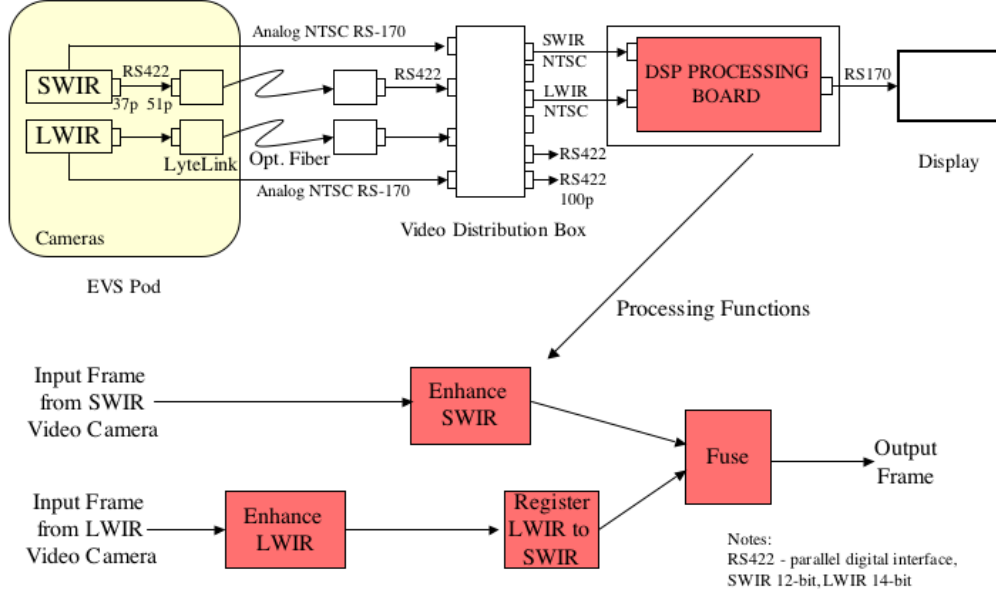 Analog NTSC RS-170
SWIR
RS422
37p 51p
LWIR
LyteLink
Opt. Fiber
RS422
Analog NTSC RS-170
Cameras
EVS Pod
Video Distribution Box
SWIR
NTSC
LWIR
NTSC
RS422
RS422
100p
DSP PROCESSING
BOARD
RS170
Display
Processing Functions
Input Frame
from SWIR
Video Camera
Enhance
SWIR
Input Frame
from LWIR
Video Camera
Enhance
LWIR
Register
LWIR to
SWIR
Fuse
Output
Frame
Notes:
RS422 - parallel digital interface,
SWIR 12-bit, LWIR 14-bit